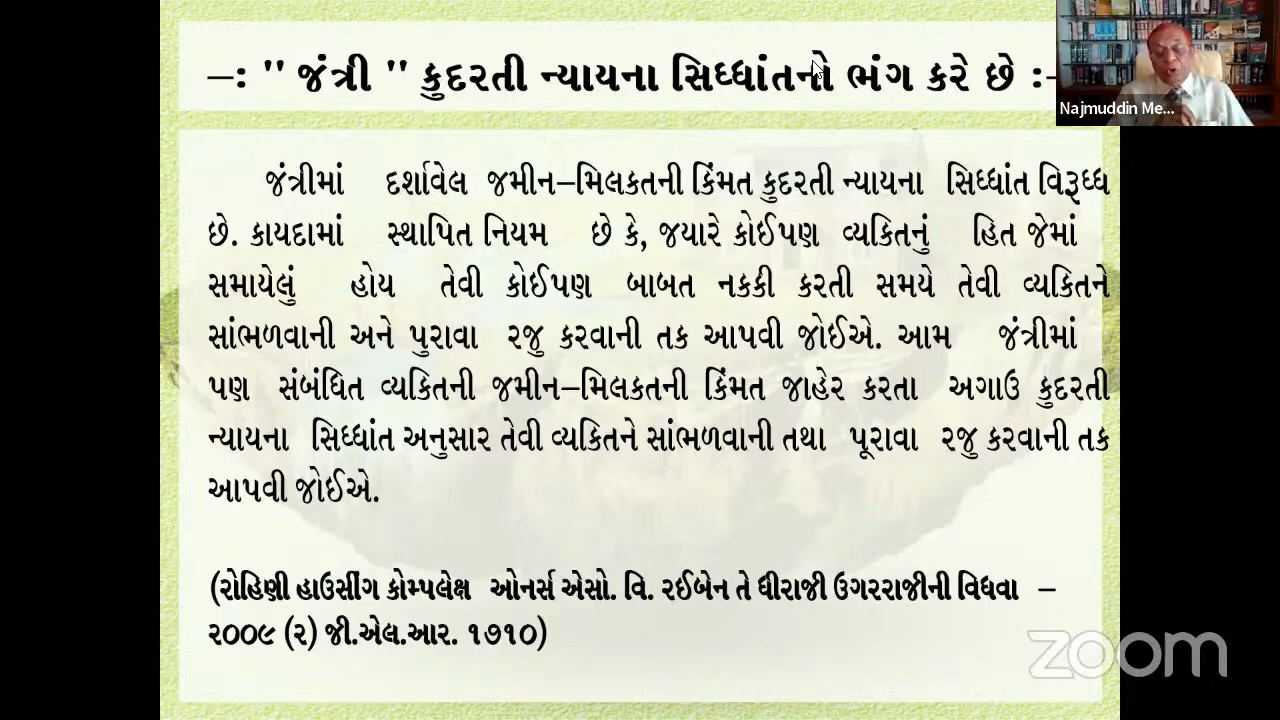 –: " જંત્રી " કુદરતી ન્યાયના સિધ્ધાંતનો ભંગ કરે છે :-
Najmuddin Me...
જંત્રીમાં દર્શાવેલ જમીન–મિલકતની કિંમત કુદરતી ન્યાયના સિધ્ધાંત વિરૂધ્ધ
છે. કાયદામાં સ્થાપિત નિયમ છે કે, જયારે કોઈપણ વ્યકિતનું હિત જેમાં
સમાયેલું હોય તેવી કોઈપણ બાબત નકકી કરતી સમયે તેવી વ્યકિતને
સાંભળવાની અને પુરાવા રજુ કરવાની તક આપવી જોઈએ. આમ જંત્રીમાં
પણ સંબંધિત વ્યકિતની જમીન–મિલકતની કિંમત જાહેર કરતા અગાઉ કુદરતી
ન્યાયના સિધ્ધાંત અનુસાર તેવી વ્યકિતને સાંભળવાની તથા પૂરાવા રજુ કરવાની તક
આપવી જોઈએ.
(રોહિણી હાઉસીંગ કોમ્પલેક્ષ ઓનર્સ એસો. વિ. રઈબેન તે ધીરાજી ઉગરરાજીની વિધવા –
૨૦૦૯ (૨) જી.એલ.આર. ૧૭૧૦)
zoom